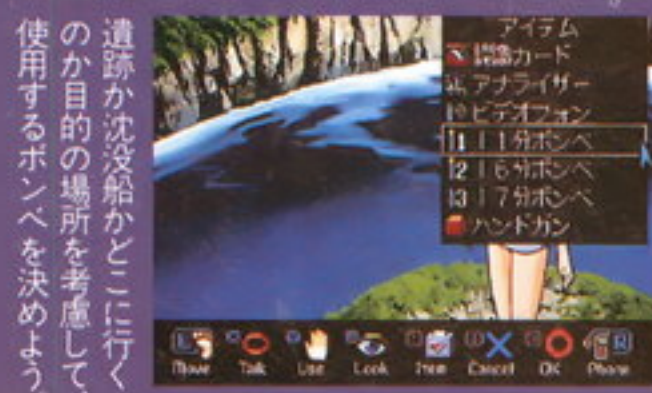 遺跡か沈没船かどこに行く
のか目的の場所を考慮して、
使用するボンベを決めよう。
アイテム
カード
アナライザー
ビデオフォン
11分ボンベ
16分ボンベ
17分ボンベ
ハンドガン
Move Talk Use Look Item Cancel OK Phone